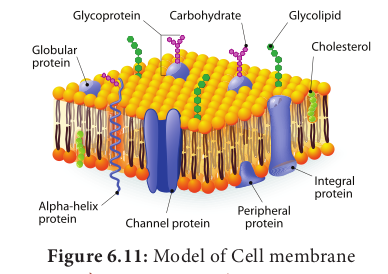 Glycoprotein
Carbohydrate
Glycolipid
Globular
protein
Cholesterol
Integral
protein
Alpha-helix
protein
Channel protein
Peripheral
protein
Figure 6.11: Model of Cell membrane